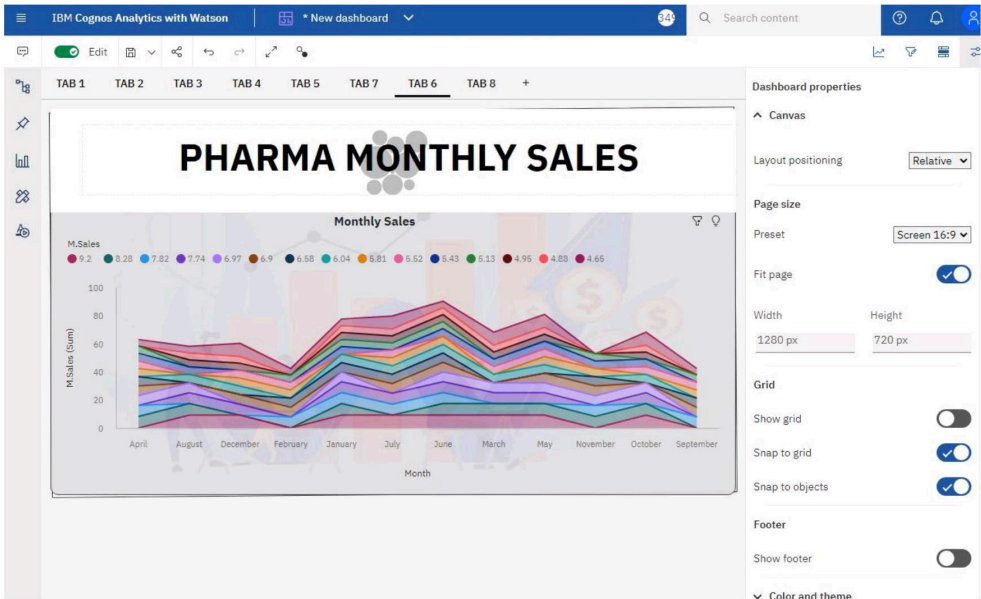 IBM Cognos Analytics with Watson
* New dashboard
Search content
Edit
TAB 1 TAB 2 TAB 3 TAB 4 TAB 5 TAB 7 TAB 6 TAB 8 +
PHARMA MONTHLY SALES
Monthly Sales
M.Sales
9.2 8.28 7.82 7.74 6.97 6.9 6.58 6.04 5.81 5.52 5.43 5.13 4.95 4.88 4.65
100
80
60
40
20
0
M.Sales (Sum)
April August December February January July June March May November October September
Month
Dashboard properties
Canvas
Layout positioning Relative
Page size
Preset Screen 16:9
Fit page
Width Height
1280 px 720 px
Grid
Show grid
Snap to grid
Snap to objects
Footer
Show footer
Color and theme